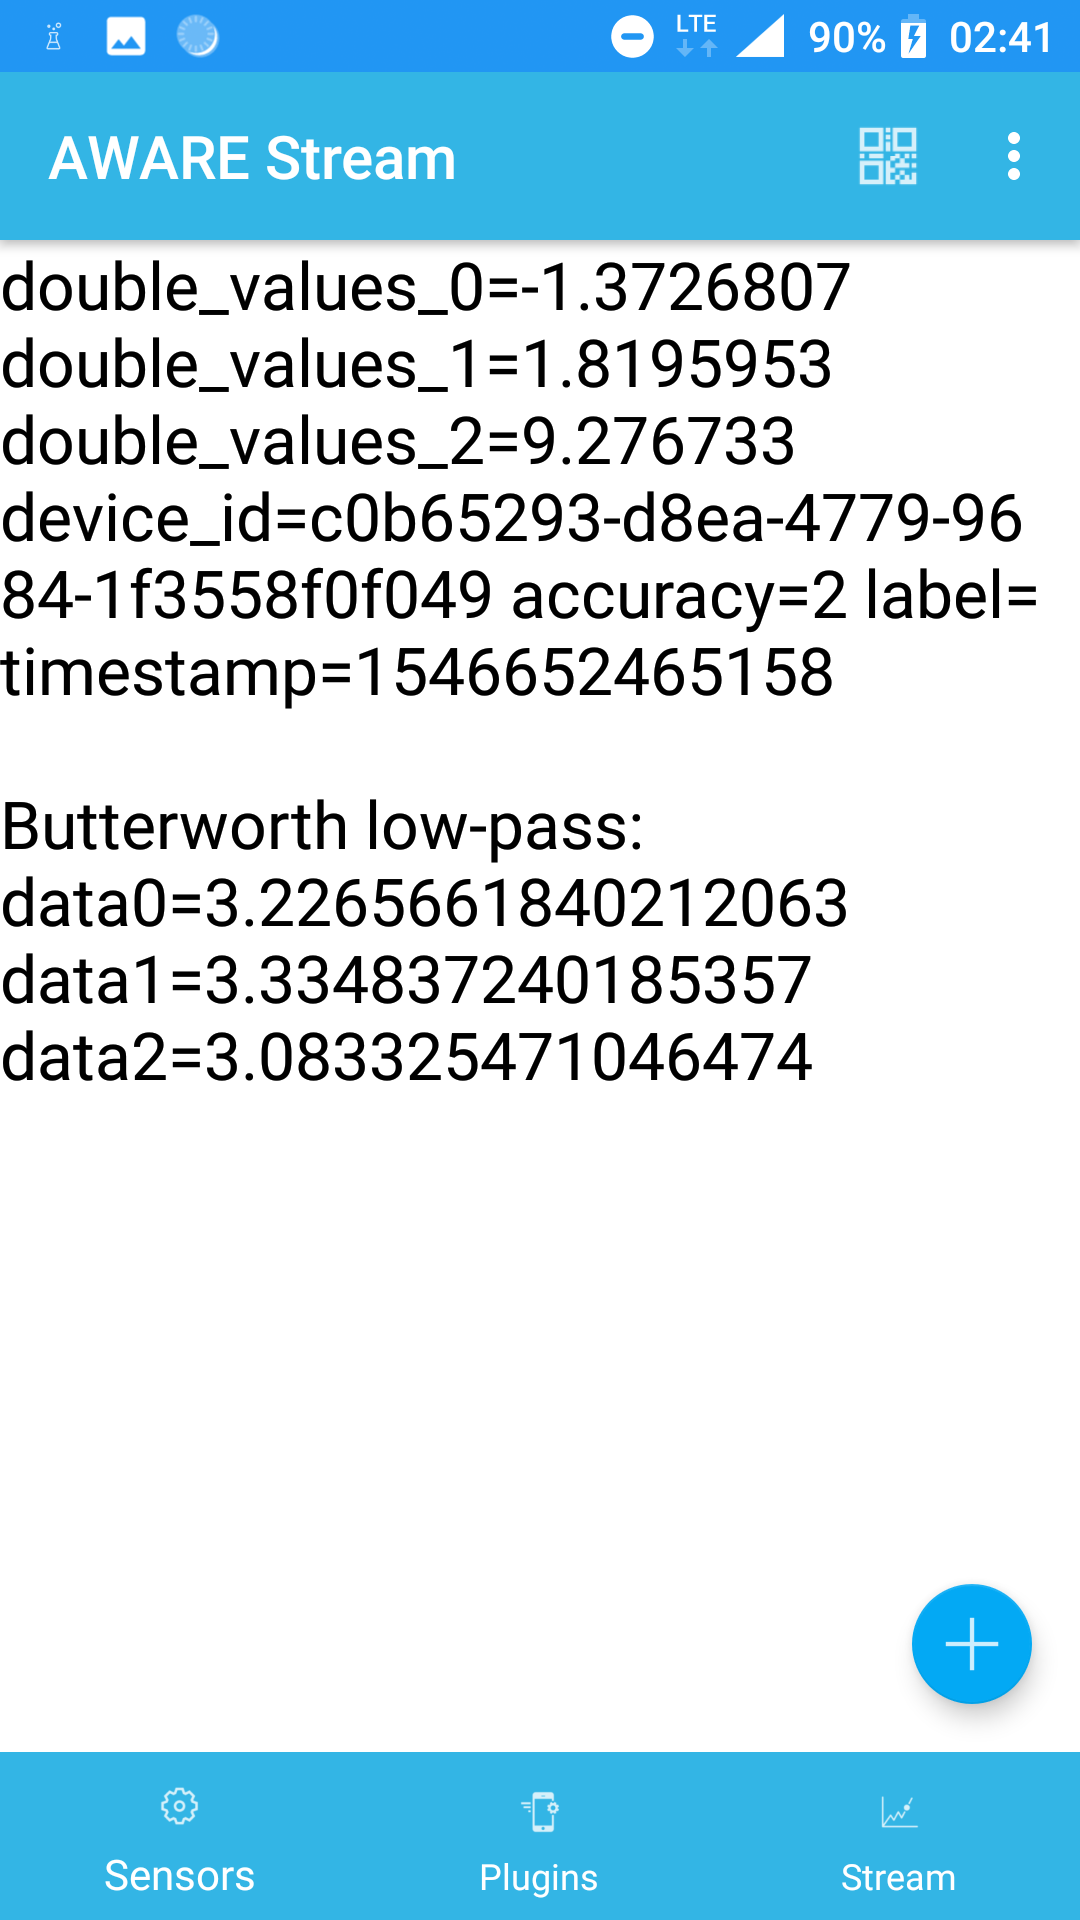 LTE 90% 02:41
AWARE Stream
double_values_0=-1.3726807
double_values_1=1.8195953
double_values_2=9.276733
device_id=c0b65293-d8ea-4779-96
84-1f3558f0f049 accuracy=2 label=
timestamp=1546652465158
Butterworth low-pass:
data0=3.2265661840212063
data1=3.334837240185357
data2=3.083325471046474
Sensors Plugins Stream